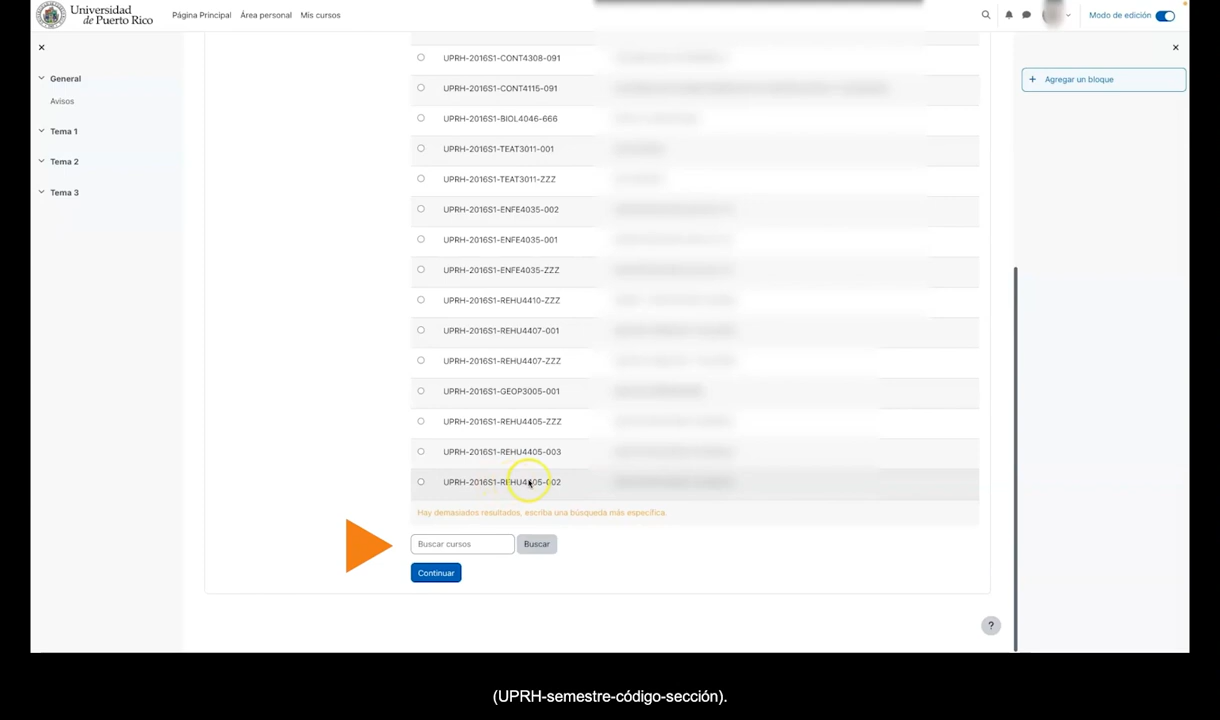 Universidad
de Puerto Rico
Página Principal
Área personal
Mis cursos
Modo de edición
General
Avisos
Tema 1
Tema 2
Tema 3
Agregar un bloque
UPRH-2016S1-CONT4308-091
UPRH-2016S1-CONT4115-091
UPRH-2016S1-BIOL4046-666
UPRH-2016S1-TEAT3011-001
UPRH-2016S1-TEAT3011-ZZZ
UPRH-2016S1-ENFE4035-002
UPRH-2016S1-ENFE4035-001
UPRH-2016S1-ENFE4035-ZZZ
UPRH-2016S1-REHU4410-ZZZ
UPRH-2016S1-REHU4407-001
UPRH-2016S1-REHU4407-ZZZ
UPRH-2016S1-GEOP3005-001
UPRH-2016S1-REHU4405-ZZZ
UPRH-2016S1-REHU4405-003
UPRH-2016S1-REHU4405-002
Hay demasiados resultados, escriba una búsqueda más específica.
Buscar cursos
Buscar
Continuar
?
(UPRH-semestre-código-sección).